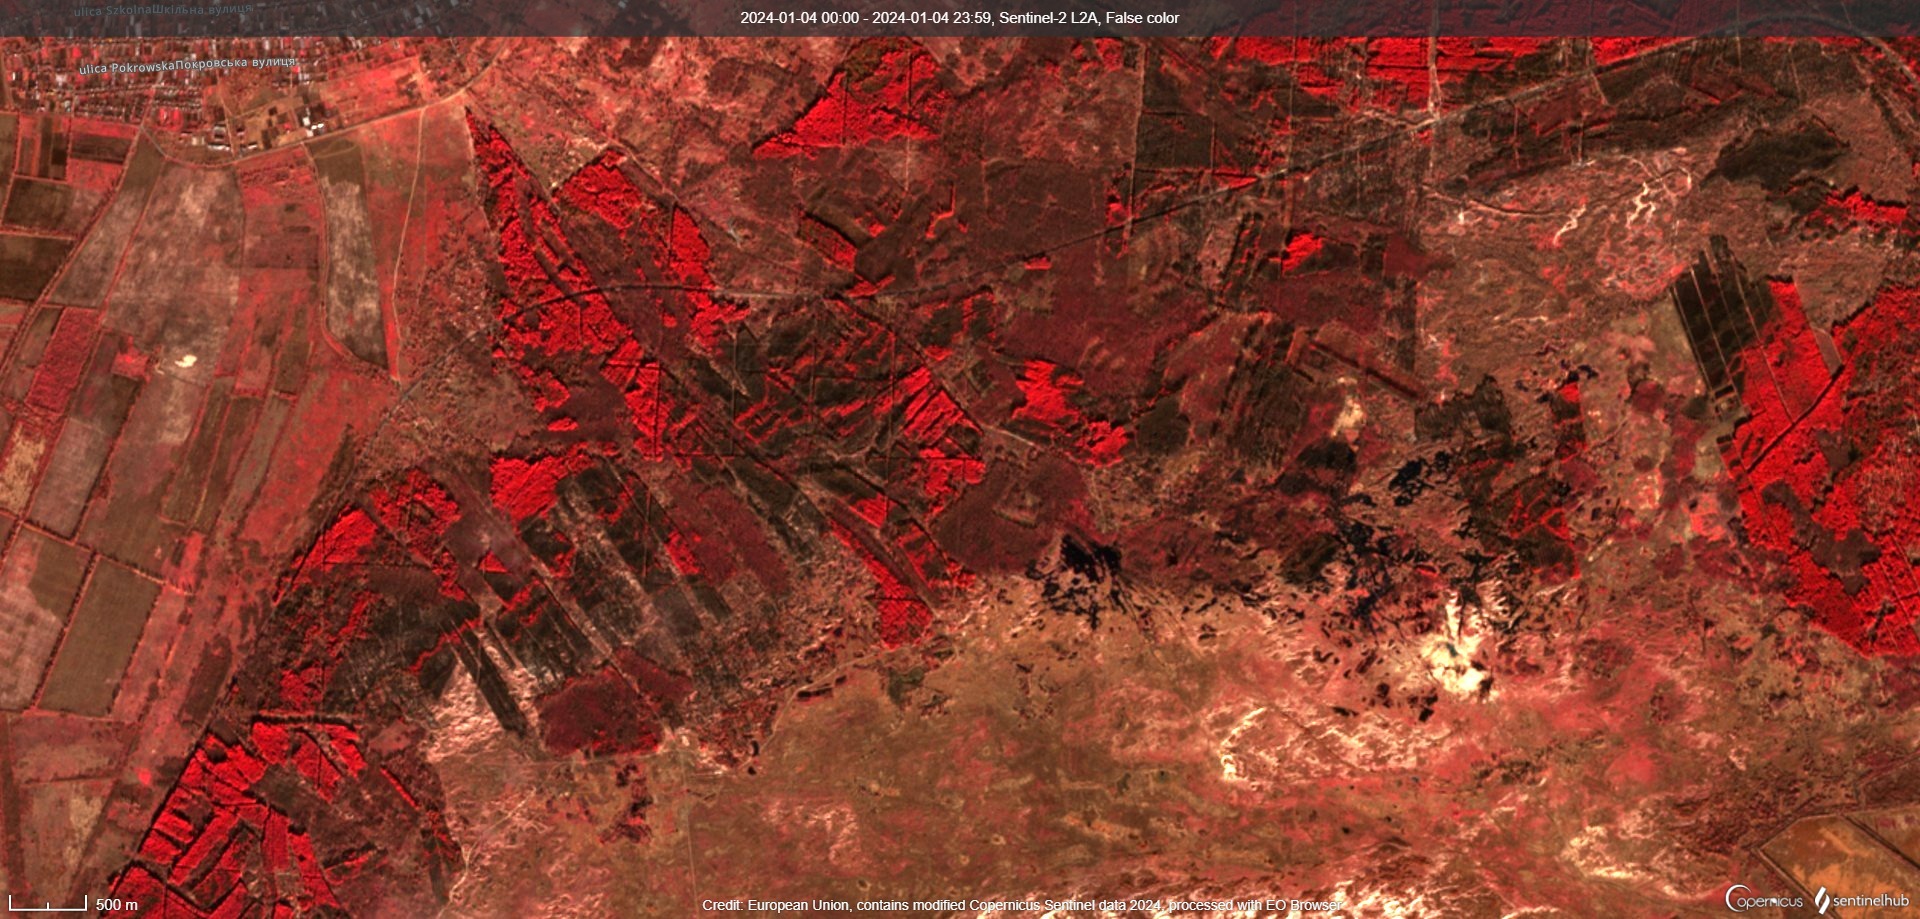 ulica SzkolnaШкільна вулиця
2024-01-04 00:00 - 2024-01-04 23:59, Sentinel-2 L2A, False color
ulica PokrowskaПокровська вулиця
500 m
Credit: European Union, contains modified Copernicus Sentinel data 2024, processed with EO Browser
opernicus
sentinelhub